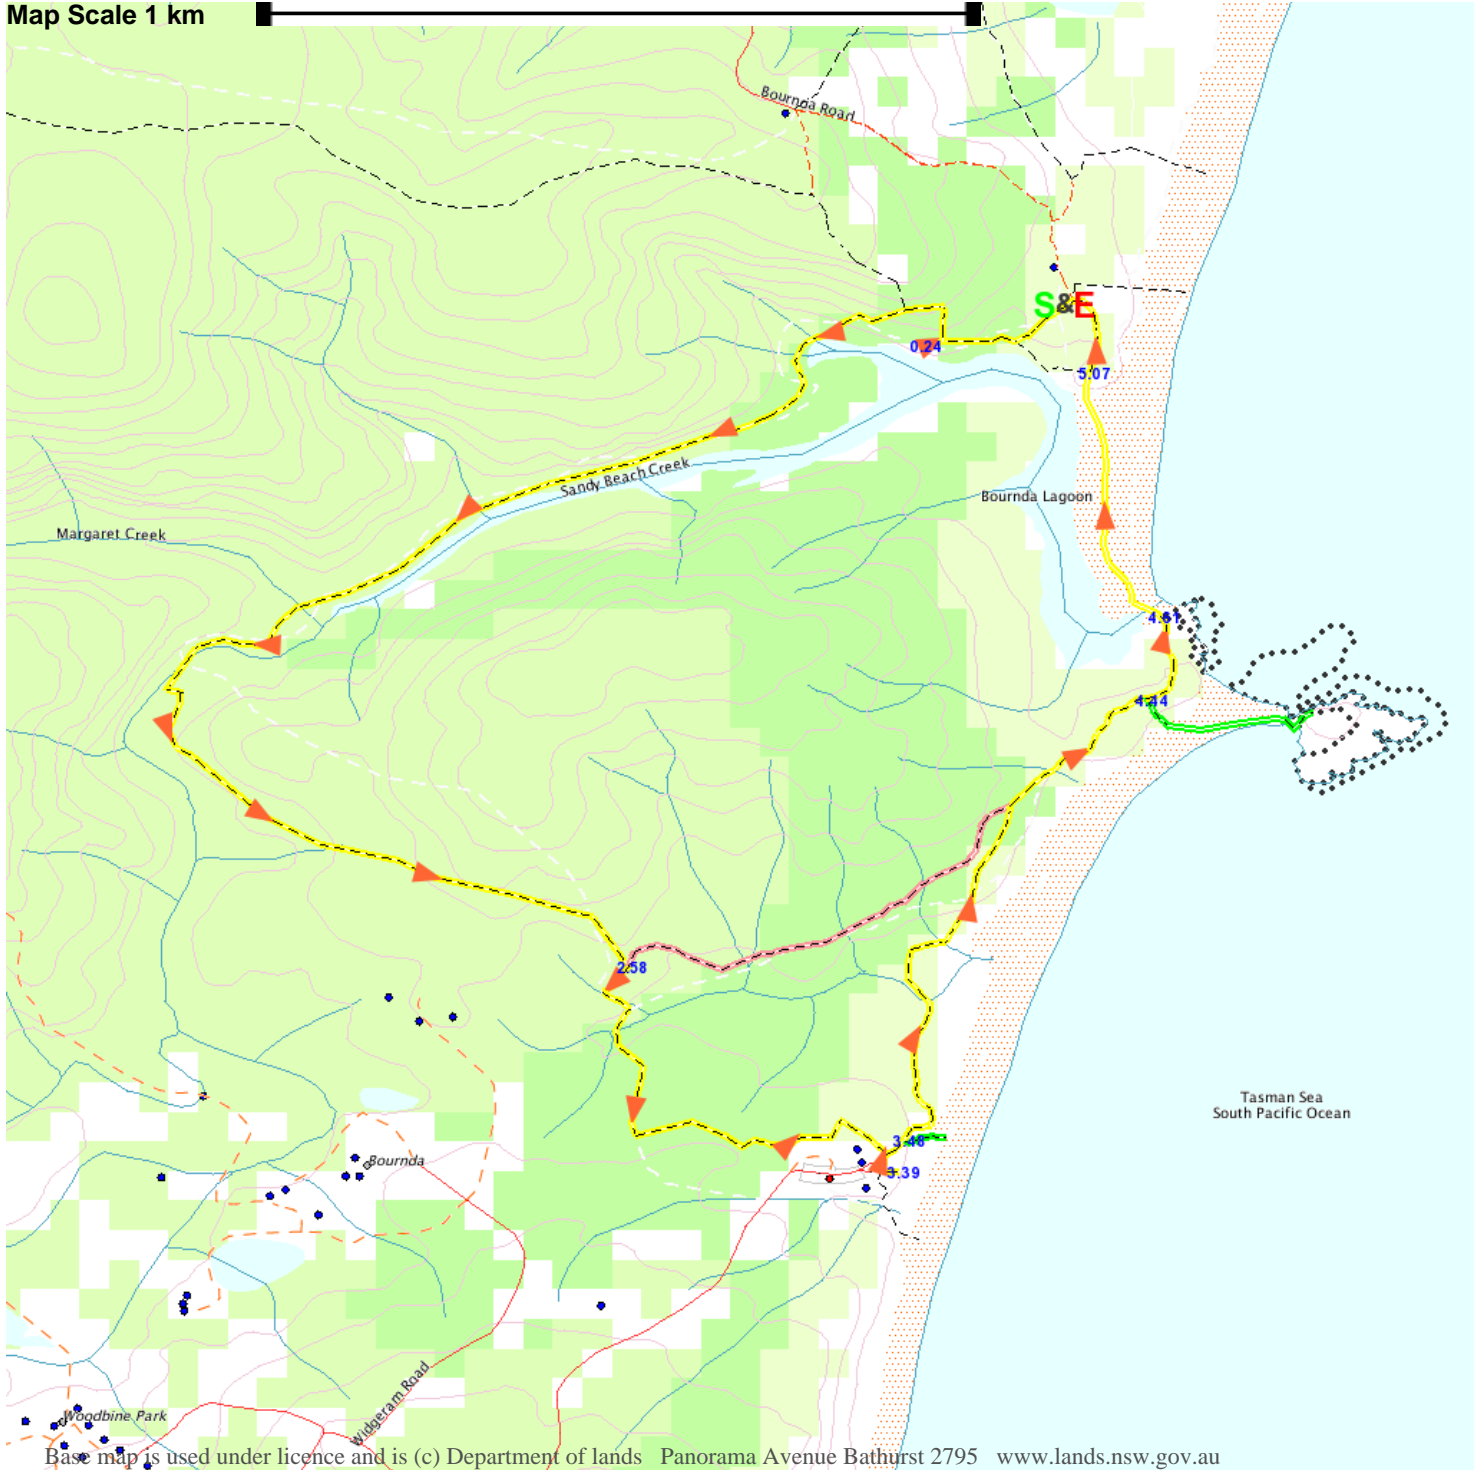 Map Scale 1 km
Bournda Road
S&E
0.24
5.07
Sandy Beach Creek
Bournda Lagoon
Margaret Creek
4.61
4.44
2.58
Tasman Sea
South Pacific Ocean
3.48
Bournda
3.39
Widgeram Road
Woodbine Park
Base map is used under licence and is (c) Department of lands Panorama Avenue Bathurst 2795 www.lands.nsw.gov.au